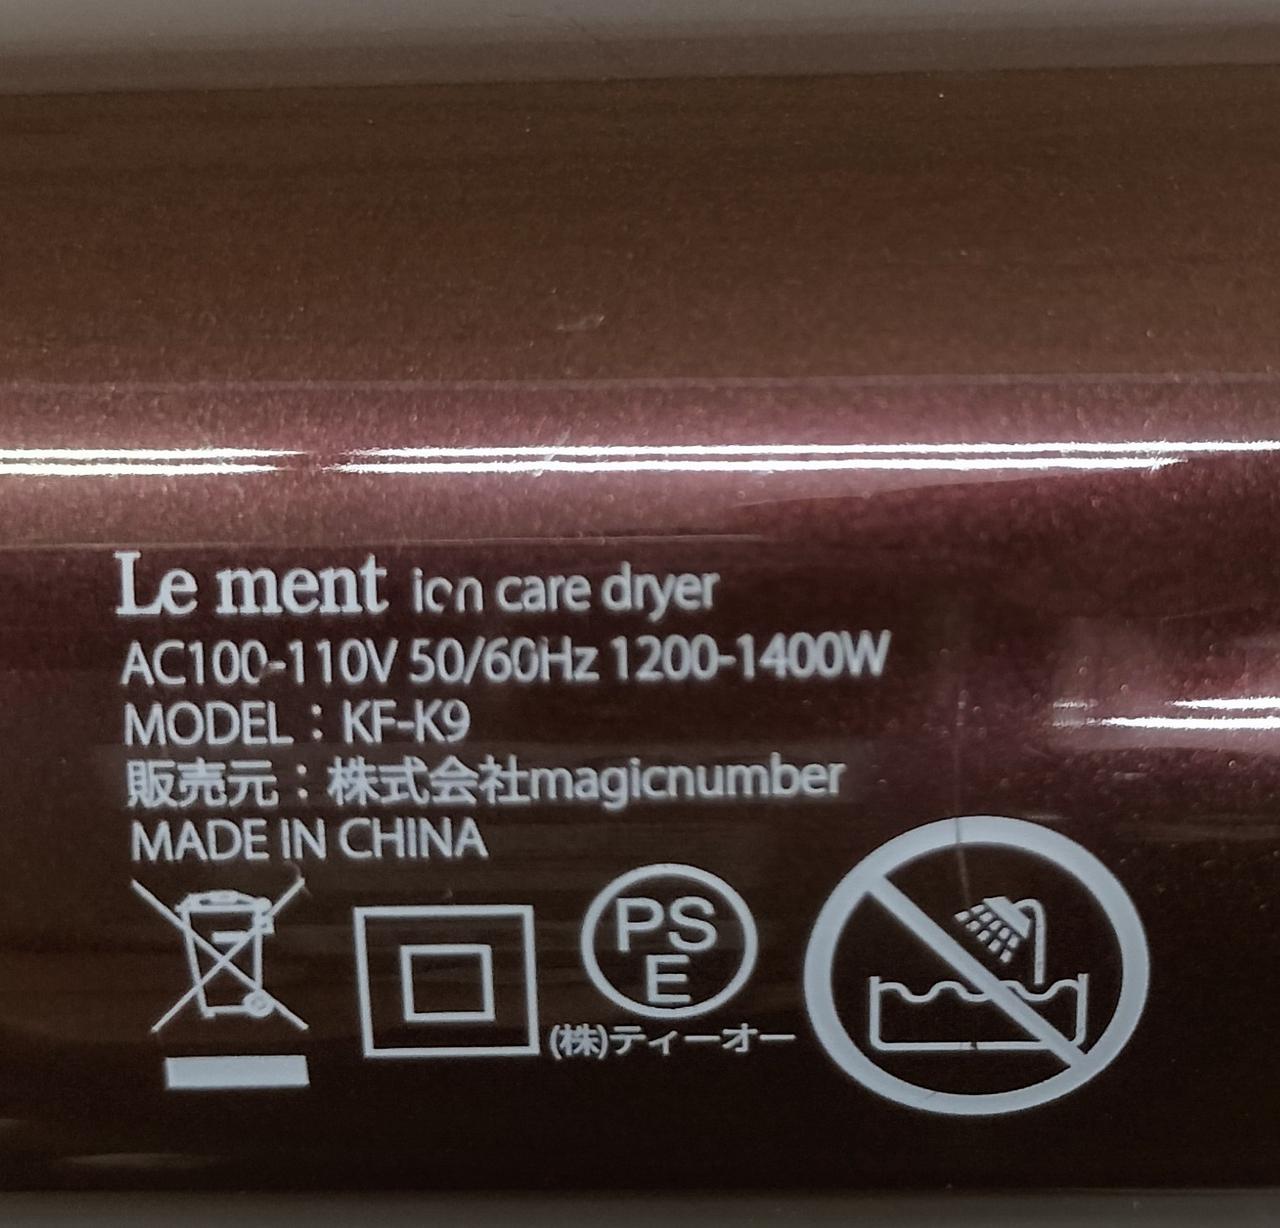 Le ment ion care dryer
AC100-110V 50/60Hz 1200-1400W
MODEL：KF-K9
販売元：株式会社magicnumber
MADE IN CHINA
PS
E
(株)ティーオー